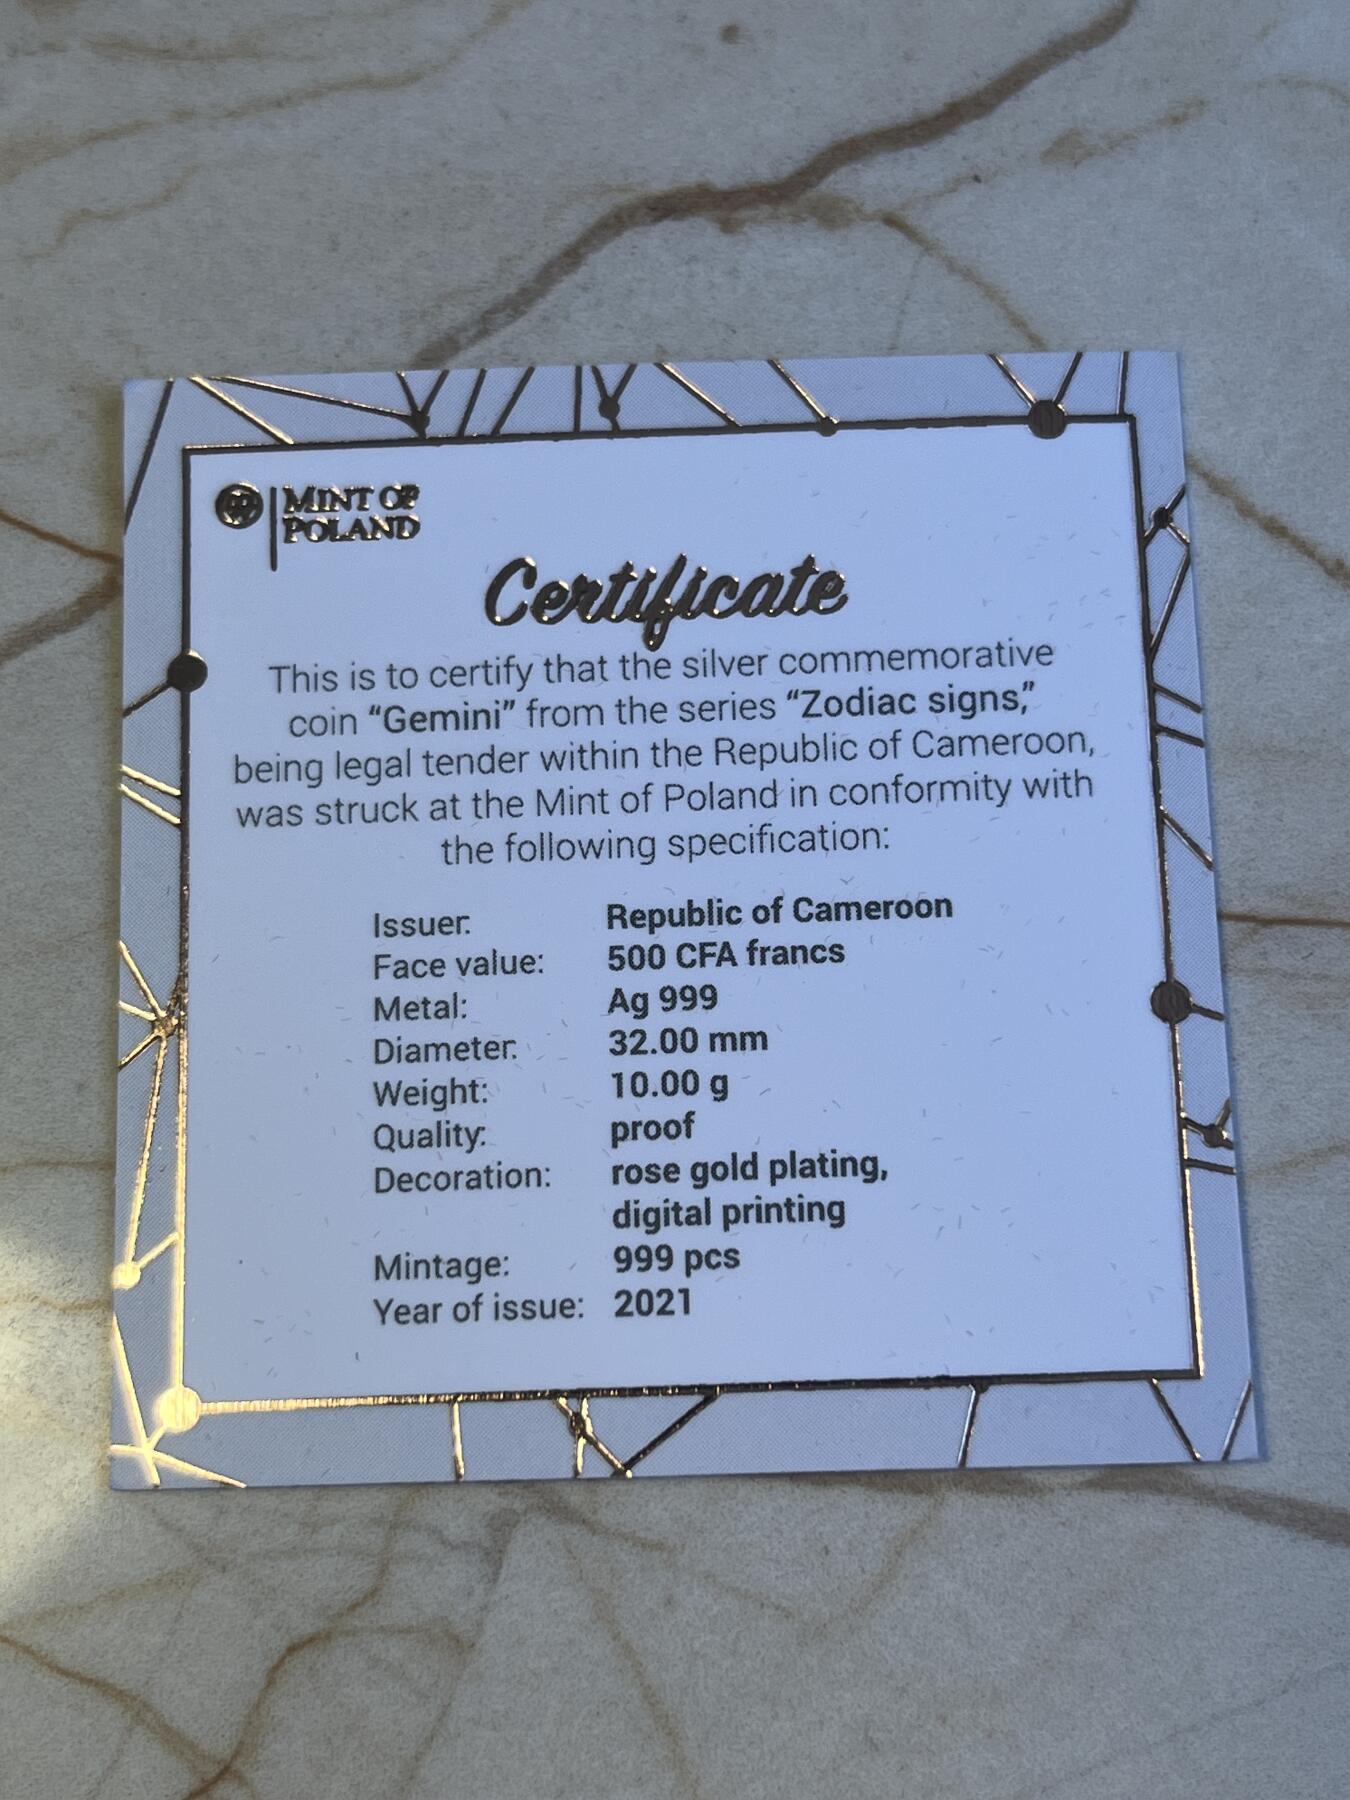 MINT OF
POLAND
Certificate
This is to certify that the silver commemorative
coin “Gemini” from the series “Zodiac signs,”
being legal tender within the Republic of Cameroon,
was struck at the Mint of Poland in conformity with
the following specification:
Issuer: Republic of Cameroon
Face value: 500 CFA francs
Metal: Ag 999
Diameter: 32.00 mm
Weight: 10.00 g
Quality: proof
Decoration: rose gold plating,
digital printing
Mintage: 999 pcs
Year of issue: 2021